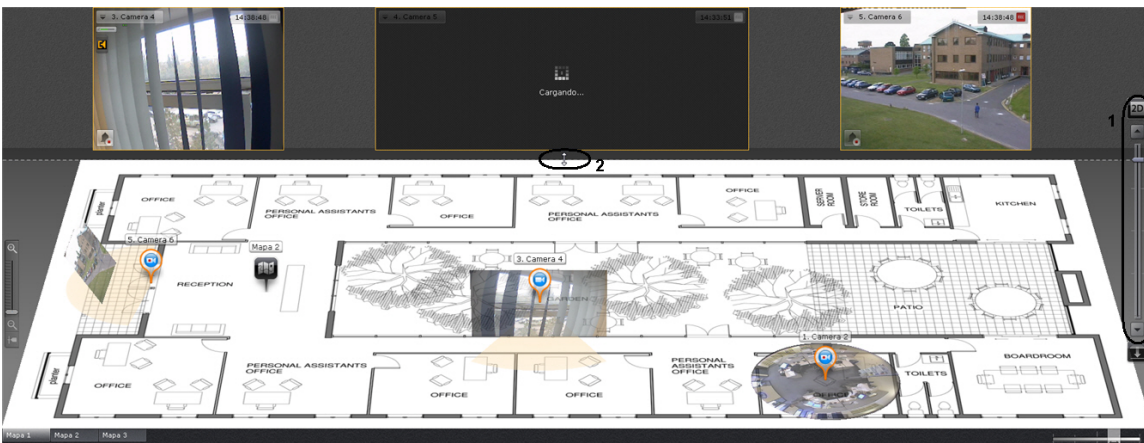 3. Camera 4 14:38:48
4. Camera 5 14:33:51
5. Camera 6 14:38:48
Cargando...
2D
1
2
OFFICE
PERSONAL ASSISTANTS
OFFICE
OFFICE
PERSONAL ASSISTANTS
OFFICE
OFFICE
SERVER
ROOM
STORE
ROOM
TOILETS
KITCHEN
planter
5. Camera 6
Mapa 2
3. Camera 4
RECEPTION
GARDEN
PATIO
1. Camera 2
planter
OFFICE
PERSONAL ASSISTANTS
OFFICE
OFFICE
OFFICE
PERSONAL
ASSISTANTS
OFFICE
OFFICE
TOILETS
BOARDROOM
Mapa 1 Mapa 2 Mapa 3